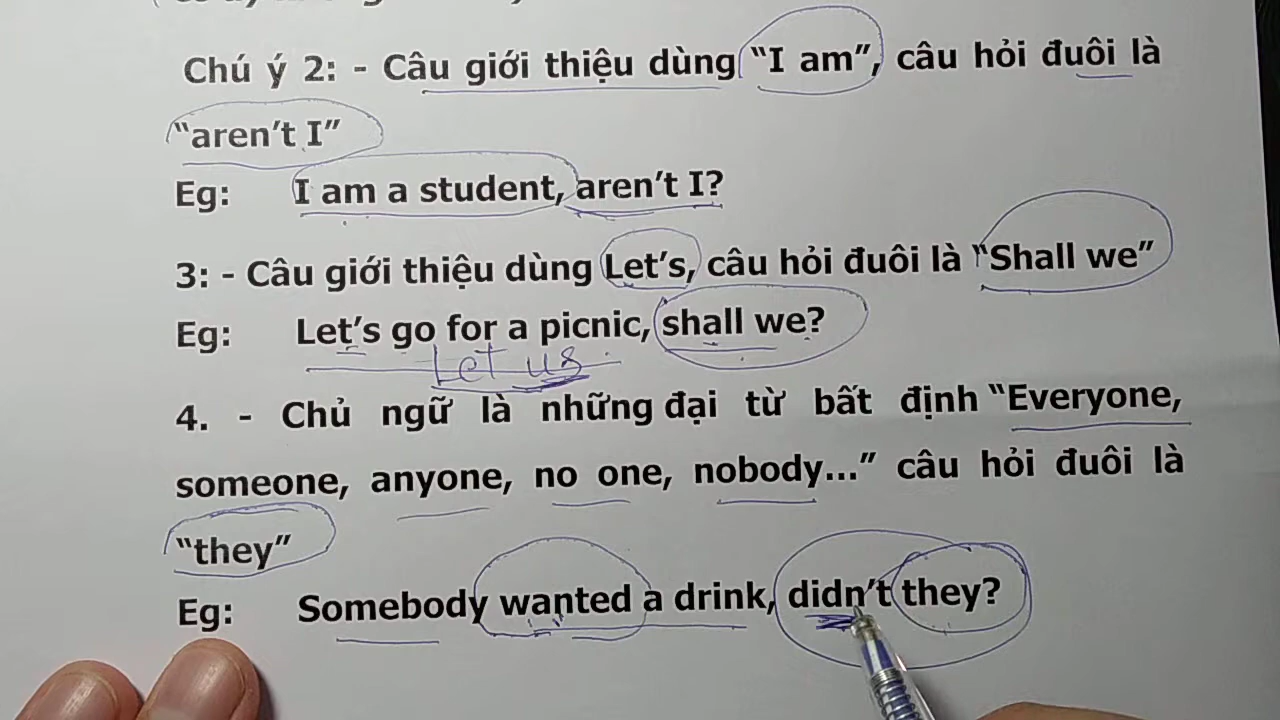 Chú ý 2: - Câu giới thiệu dùng “I am”, câu hỏi đuôi là
“aren’t I”
Eg: I am a student, aren’t I?
3: - Câu giới thiệu dùng Let’s, câu hỏi đuôi là “Shall we”
Eg: Let’s go for a picnic, shall we?
Let us
4. - Chủ ngữ là những đại từ bất định “Everyone,
someone, anyone, no one, nobody...” câu hỏi đuôi là
“they”
Eg: Somebody wanted a drink, didn’t they?